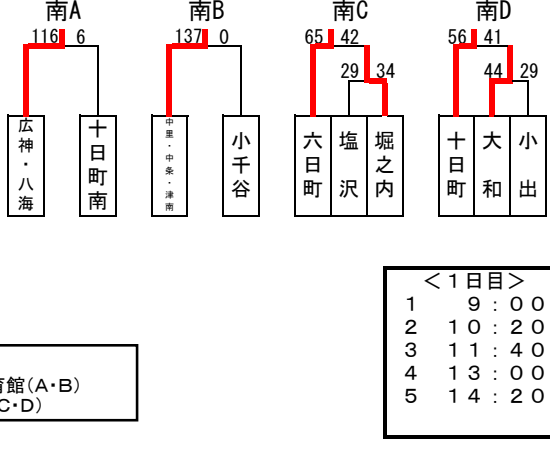 南A 南B 南C 南D
116 6 137 0 65 42 56 41
29 34 44 29
広神・八海
十日町南
中里・中条・津南
小千谷
六日町
塩沢
堀之内
十日町
大和
小出
＜１日目＞
1 ９：００
2 １０：２０
3 １１：４０
4 １３：００
5 １４：２０
育館（A・B）
C・D）